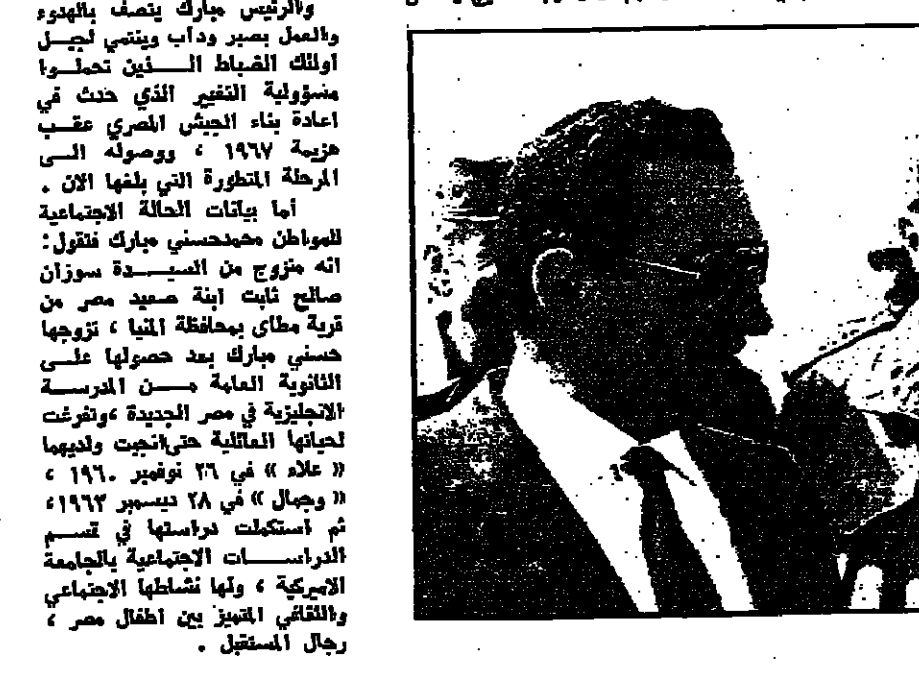 والرئيس مبارك يتصف بالهدوء
والعمل بصبر ودأب وينتمي لجيل
اولئك الضباط الذين تحملوا
مسؤولية التغيير الذي حدث في
اعادة بناء الجيش المصري عقب
هزيمة ١٩٦٧ ، ووصوله الى
المرحلة المتطورة التي بلغها الان .
أما بيانات الحالة الاجتماعية
للمواطن محمدحسني مبارك فتقول:
انه متزوج من السيدة سوزان
صالح ثابت ابنة صعيد مصر من
قرية مطاى بمحافظة المنيا ، تزوجها
حسني مبارك بعد حصولها على
الثانوية العامة من المدرسة
الانجليزية في مصر الجديدة ،وتفرغت
لحياتها العائلية حتىانجبت ولديهما
« علاء » في ٢٦ نوفمبر ١٩٦٠ ،
« وجمال » في ٢٨ ديسمبر ١٩٦٣،
ثم استكملت دراستها في قسم
الدراسات الاجتماعية بالجامعة
الاميركية ، ولها نشاطها الاجتماعي
والثقافي المتميز بين اطفال مصر ،
رجال المستقبل .